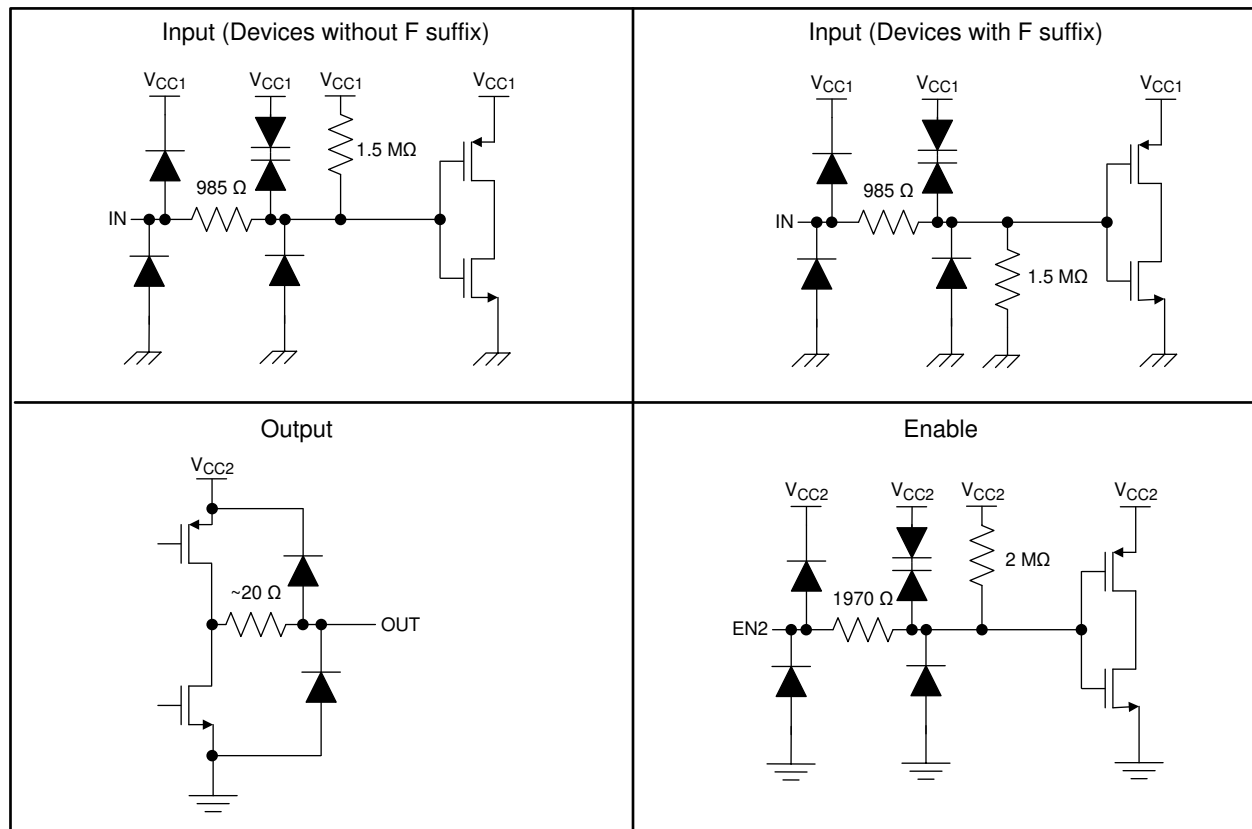 Input (Devices without F suffix)
VCC1 VCC1 VCC1 VCC1
1.5 MΩ
985 Ω
IN
Input (Devices with F suffix)
VCC1 VCC1 VCC1
985 Ω
IN
1.5 MΩ
Output
VCC2
~20 Ω
OUT
Enable
VCC2 VCC2 VCC2 VCC2
2 MΩ
1970 Ω
EN2